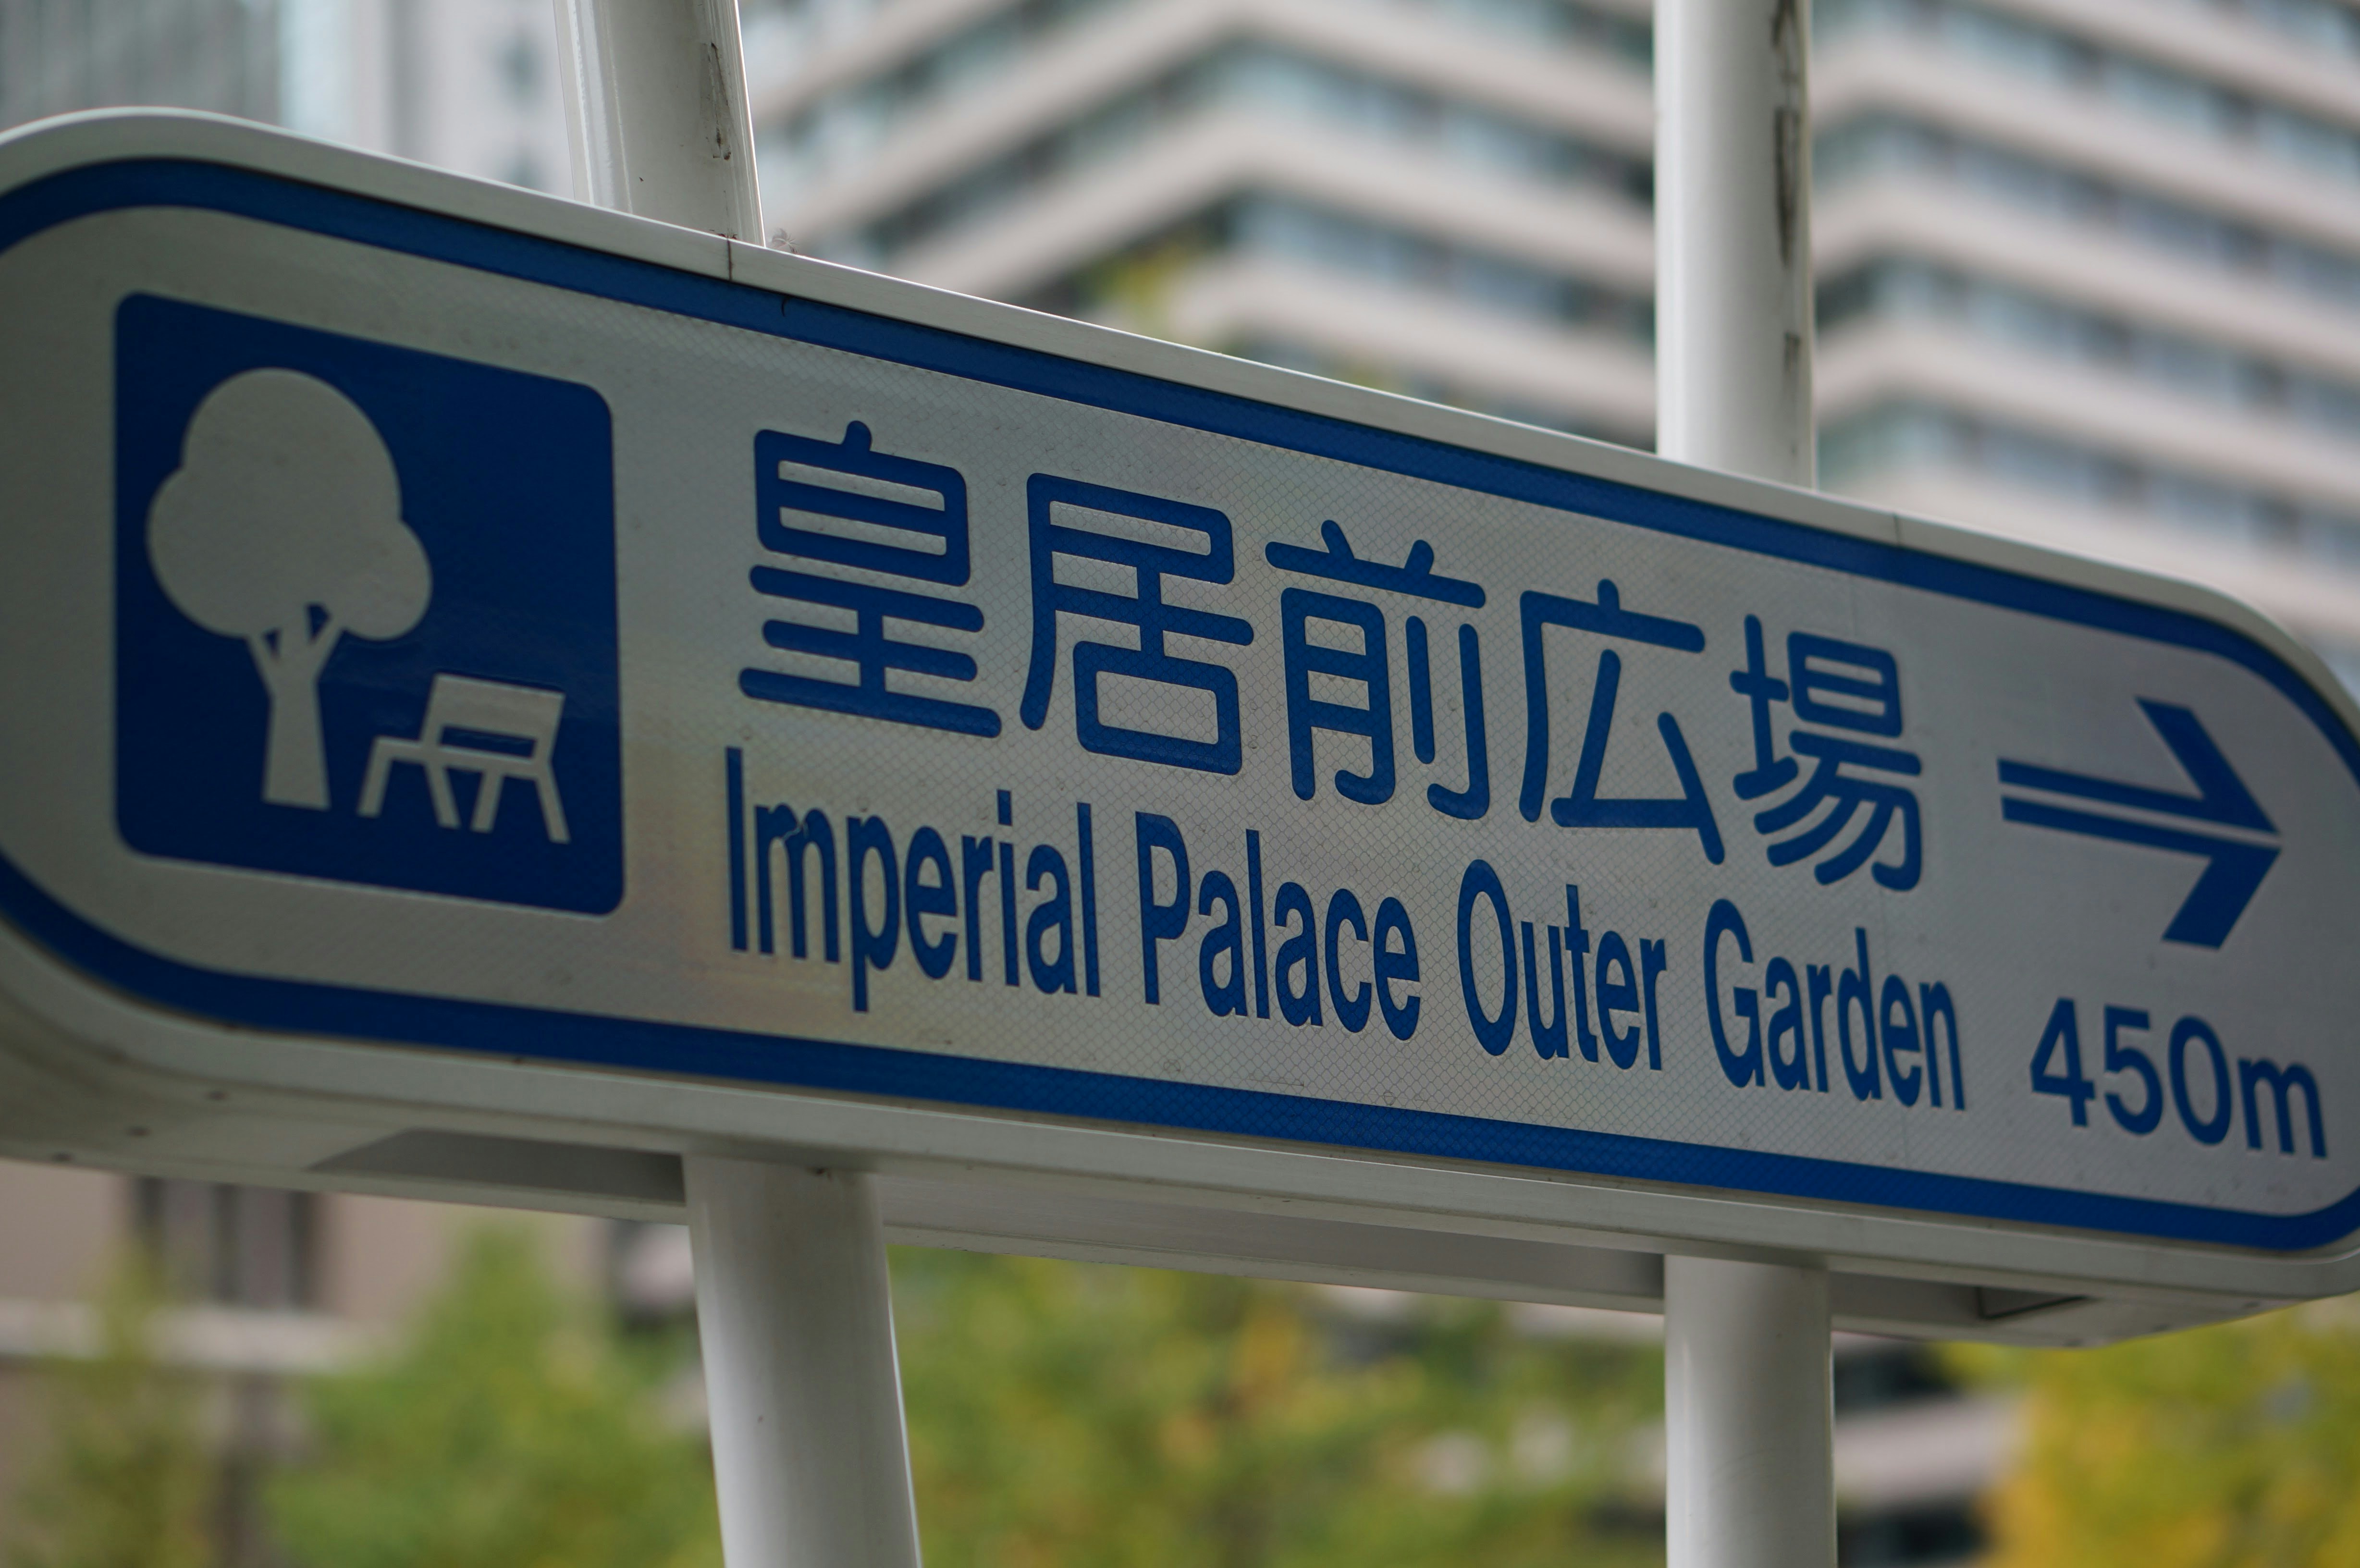 皇居前広場 →
Imperial Palace Outer Garden 450m